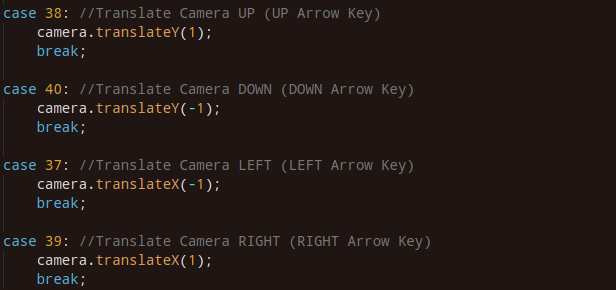 case 38: //Translate Camera UP (UP Arrow Key)
camera.translateY(1);
break;
case 40: //Translate Camera DOWN (DOWN Arrow Key)
camera.translateY(-1);
break;
case 37: //Translate Camera LEFT (LEFT Arrow Key)
camera.translateX(-1);
break;
case 39: //Translate Camera RIGHT (RIGHT Arrow Key)
camera.translateX(1);
break;